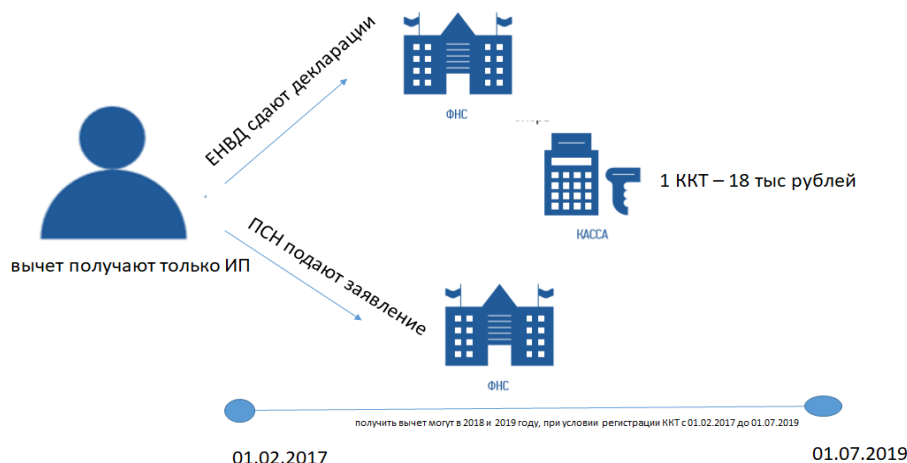 ЕНВД сдают декларации
ФНС
1 ККТ – 18 тыс рублей
КАССА
вычет получают только ИП
ПСН подают заявление
ФНС
получить вычет могут в 2018 и 2019 году, при условии регистрации ККТ с 01.02.2017 до 01.07.2019
01.02.2017
01.07.2019